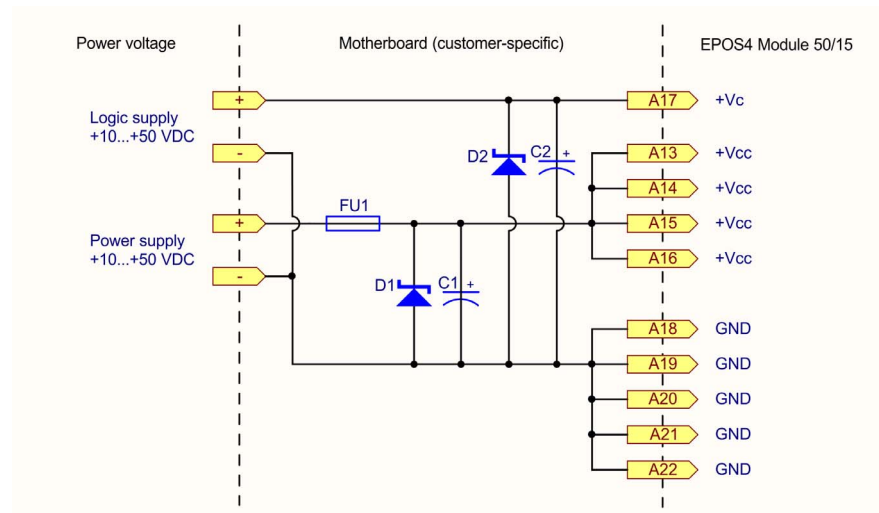 Power voltage
Motherboard (customer-specific)
EPOS4 Module 50/15
+
A17
+Vc
Logic supply
+10...+50 VDC
-
D2
C2
+
A13
+Vcc
A14
+Vcc
FU1
+
A15
+Vcc
Power supply
+10...+50 VDC
A16
+Vcc
-
D1
C1
+
A18
GND
A19
GND
A20
GND
A21
GND
A22
GND